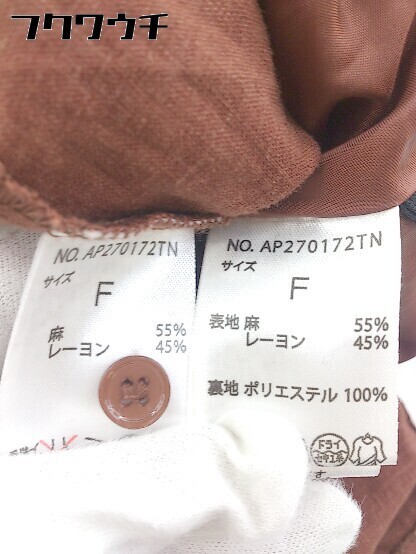 フクワウチ
NO. AP270172TN
サイズ
F
麻 55%
レーヨン 45%
NO. AP270172TN
サイズ
F
表地 麻 55%
レーヨン 45%
裏地 ポリエステル 100%
ドライ